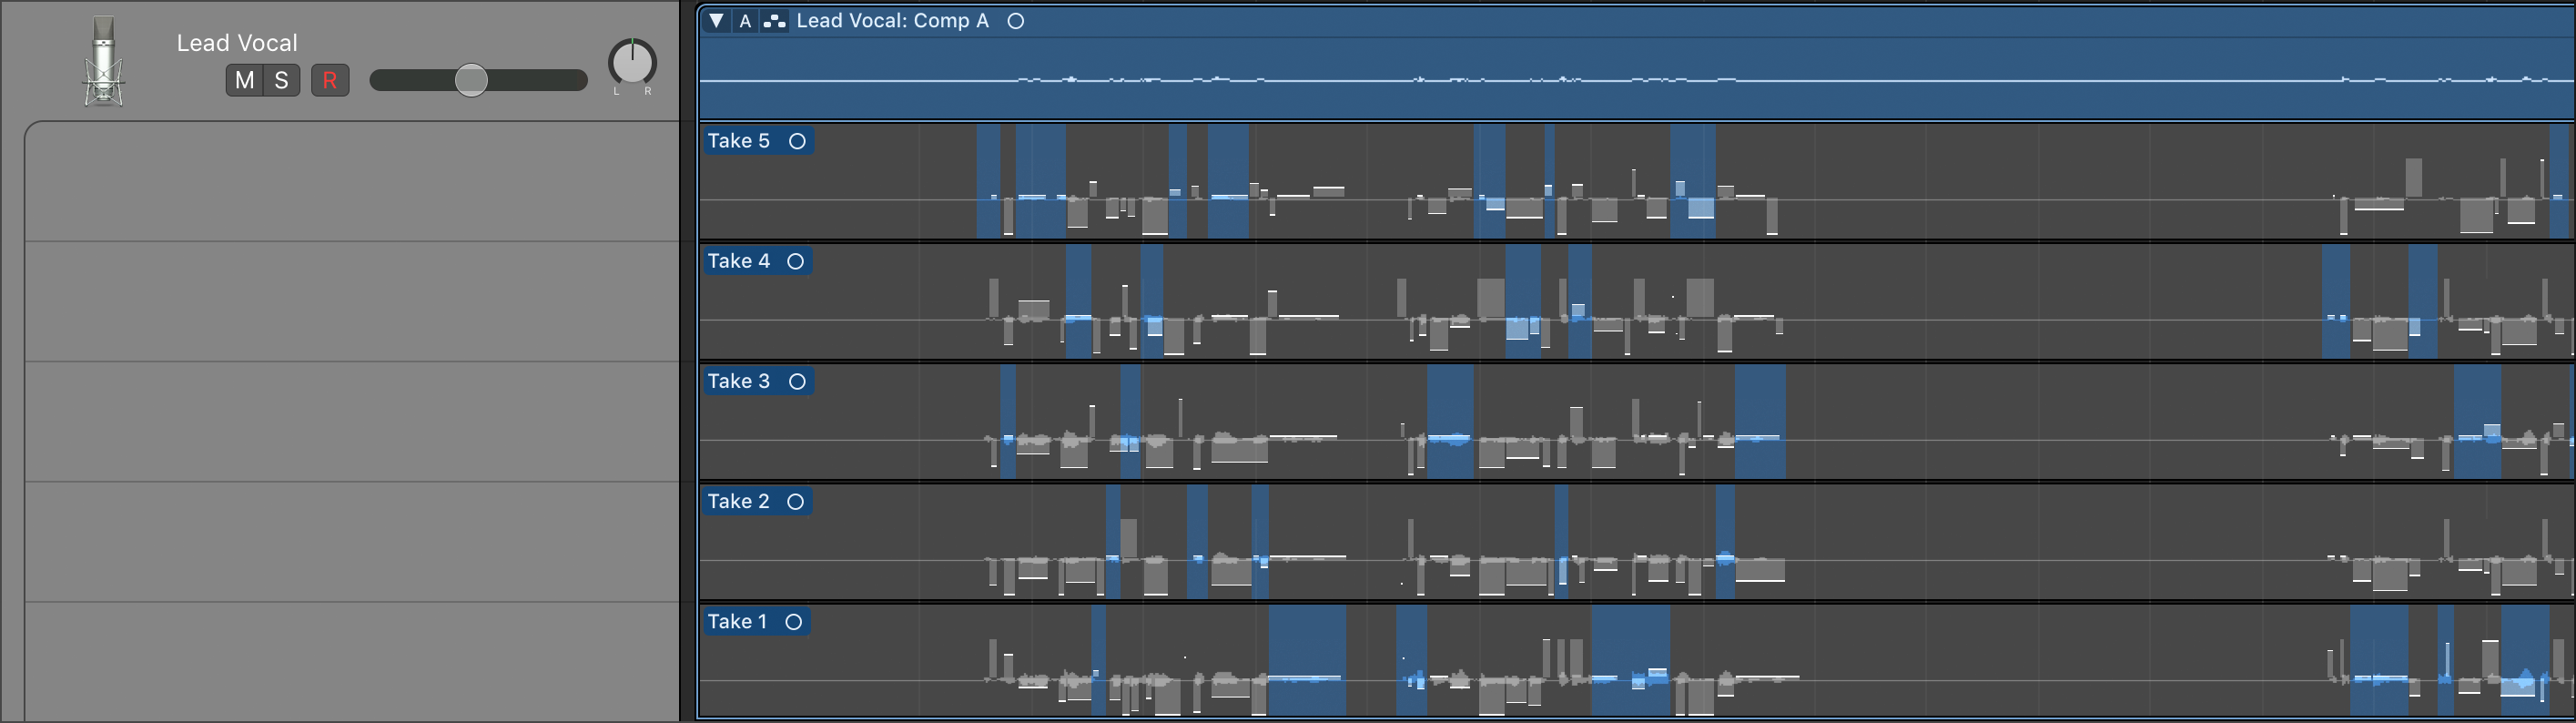 A Lead Vocal: Comp A
Lead Vocal
M S R
L R
Take 5
Take 4
Take 3
Take 2
Take 1